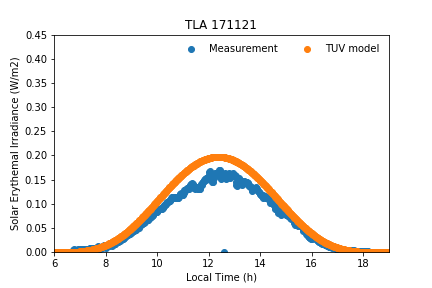 TLA 171121
Measurement TUV model
Solar Erythemal Irradiance (W/m2)
0.45
0.40
0.35
0.30
0.25
0.20
0.15
0.10
0.05
0.00
6 8 10 12 14 16 18
Local Time (h)